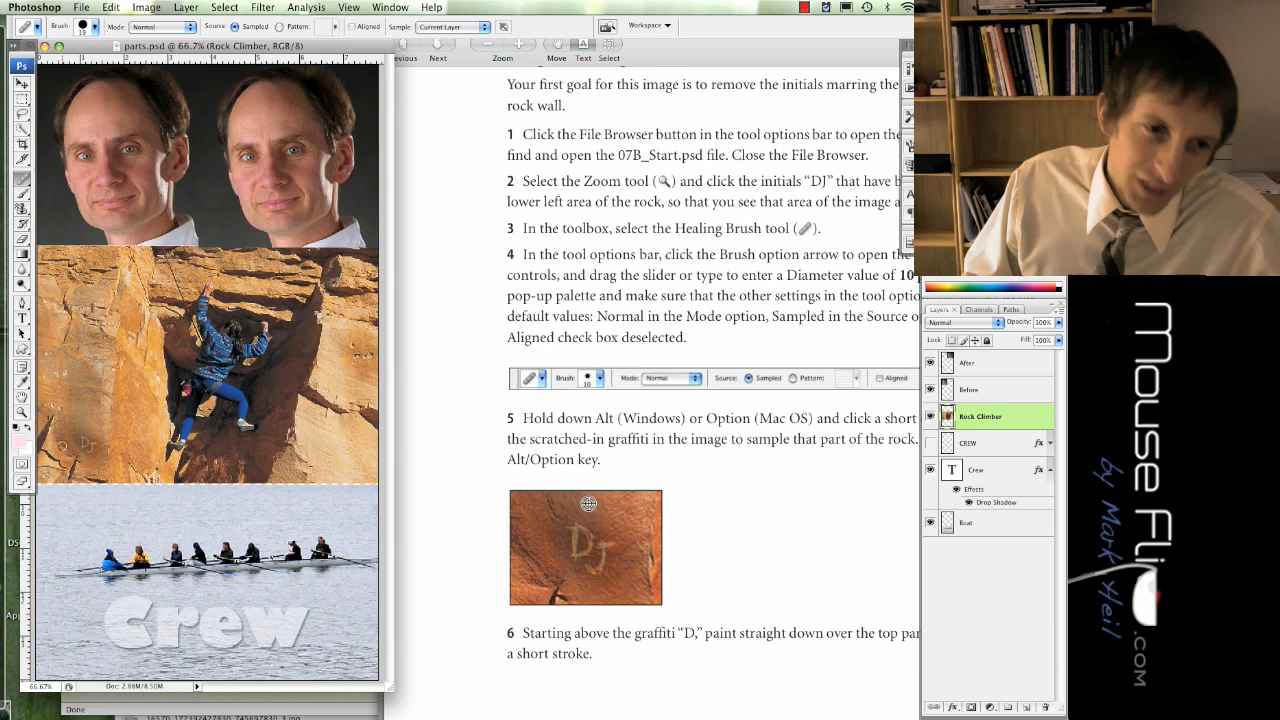 Photoshop File Edit Image Layer Select Filter Analysis View Window Help
Brush: 19 Mode: Normal Source: Sampled Pattern: Aligned Sample: Current Layer Workspace
parts.psd @ 66.7% (Rock Climber, RGB/8)
Ps
evious Next Zoom Move Text Select
Your first goal for this image is to remove the initials marring the
rock wall.
1 Click the File Browser button in the tool options bar to open the
find and open the 07B_Start.psd file. Close the File Browser.
2 Select the Zoom tool ( ) and click the initials “DJ” that have b
lower left area of the rock, so that you see that area of the image a
3 In the toolbox, select the Healing Brush tool ( ).
4 In the tool options bar, click the Brush option arrow to open the
controls, and drag the slider or type to enter a Diameter value of 10
pop-up palette and make sure that the other settings in the tool optio
default values: Normal in the Mode option, Sampled in the Source o
Aligned check box deselected.
Brush: 10 Mode: Normal Source: Sampled Pattern: Aligned
5 Hold down Alt (Windows) or Option (Mac OS) and click a short
the scratched-in graffiti in the image to sample that part of the rock.
Alt/Option key.
DJ
6 Starting above the graffiti “D,” paint straight down over the top par
a short stroke.
DJ
Crew
66.67% Doc: 2.88M/8.50M
Done
16570_172392427830_745697830_3.jpg
Layers Channels Paths
Normal Opacity: 100%
Lock: Fill: 100%
After
Before
Rock Climber
CREW fx
T Crew fx
Effects
Drop Shadow
Boat
Mouse Flip
.COM
by Mark Heil